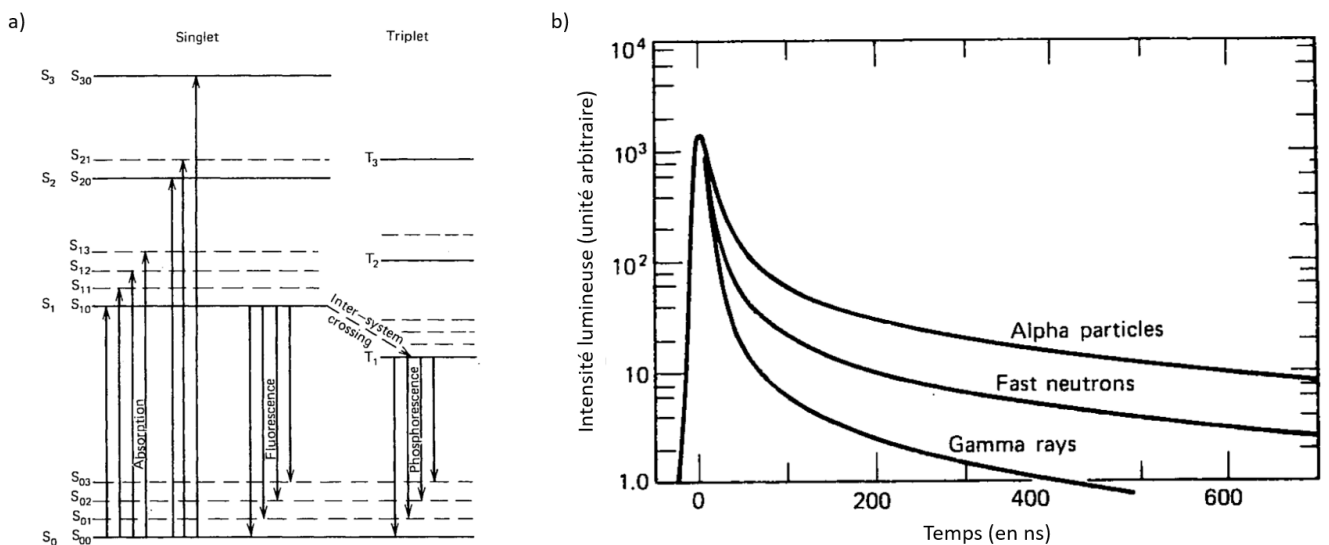 a)
Singlet
Triplet
S3 S30
S21
T3
S2 S20
S13
T2
S12
S11
S1 S10
Inter-system
crossing
T1
Absorption
Fluorescence
Phosphorescence
S03
S02
S01
S0 S00
b)
Intensité lumineuse (unité arbitraire)
10^4
10^3
10^2
10
1.0
Alpha particles
Fast neutrons
Gamma rays
0 200 400 600
Temps (en ns)